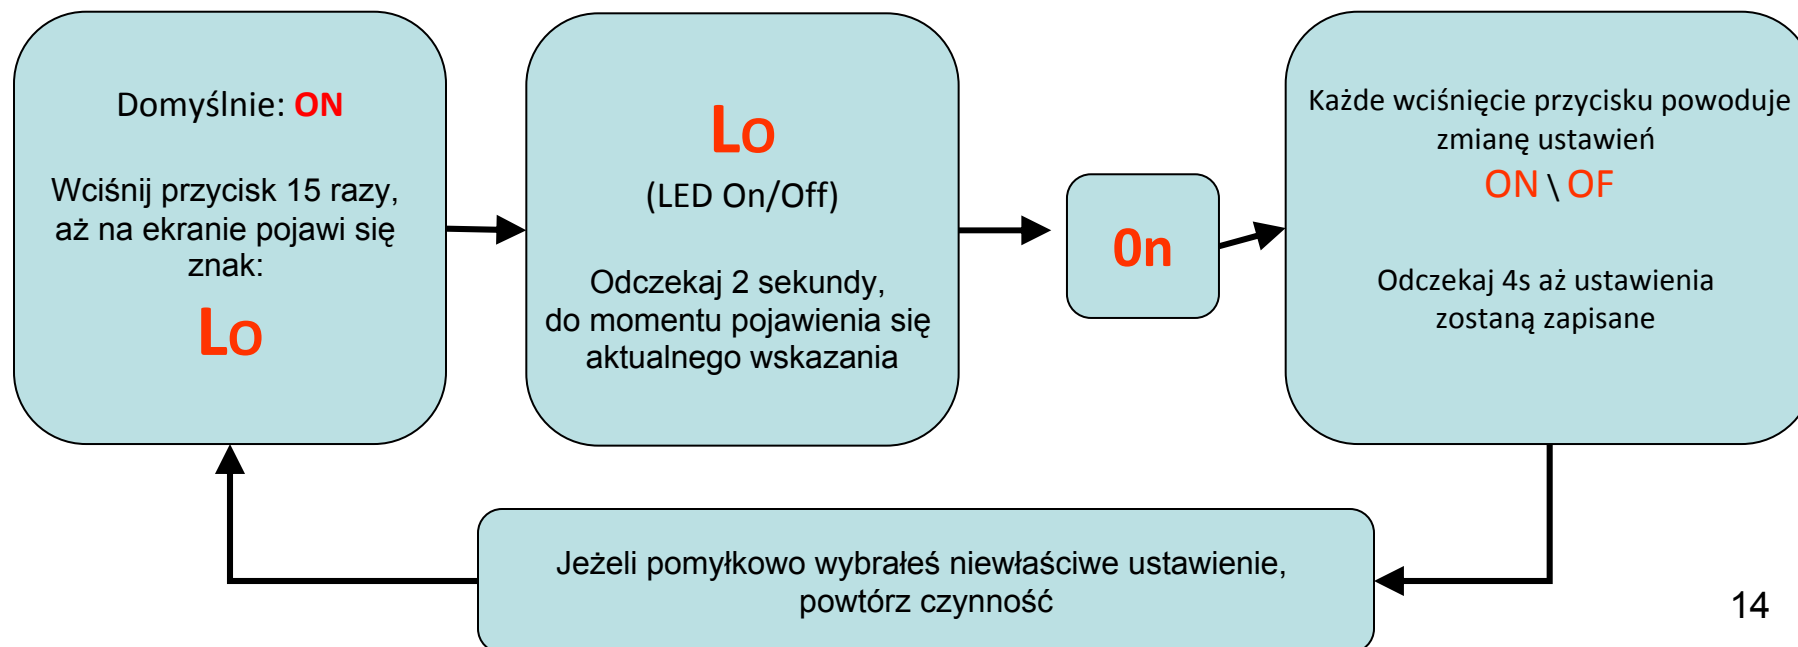 Domyślnie: ON
Wciśnij przycisk 15 razy,
aż na ekranie pojawi się
znak:
Lo
Lo
(LED On/Off)
Odczekaj 2 sekundy,
do momentu pojawienia się
aktualnego wskazania
0n
Każde wciśnięcie przycisku powoduje
zmianę ustawień
ON \ OF
Odczekaj 4s aż ustawienia
zostaną zapisane
Jeżeli pomyłkowo wybrałeś niewłaściwe ustawienie,
powtórz czynność
14